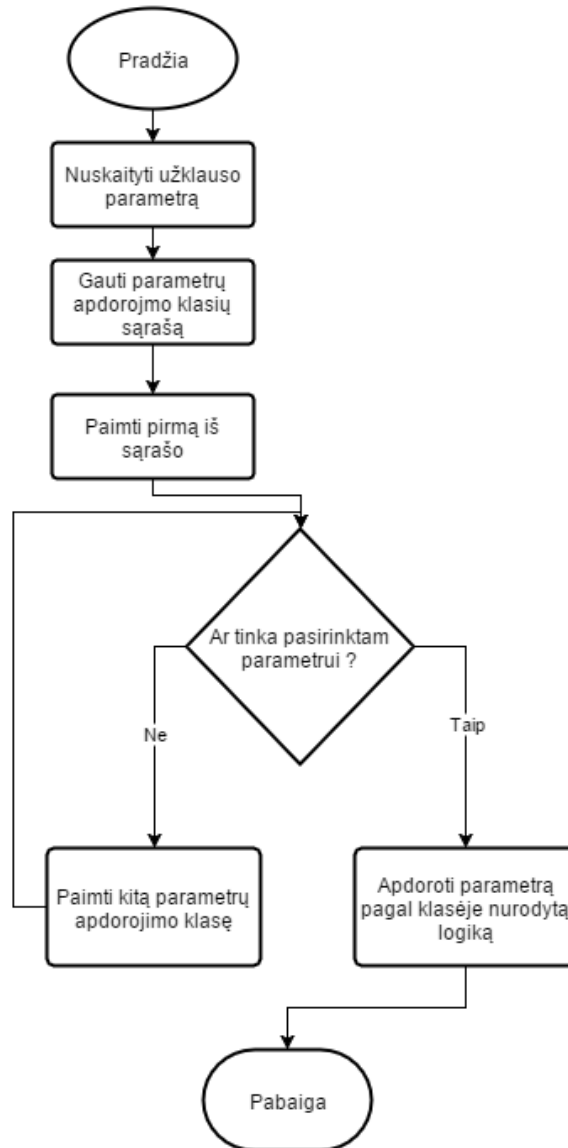 Pradžia
Nuskaityti užklauso
parametrą
Gauti parametrų
apdorojmo klasių
sąrašą
Paimti pirmą iš
sąrašo
Ar tinka pasirinktam
parametrui ?
Ne
Taip
Paimti kitą parametrų
apdorojimo klasę
Apdoroti parametrą
pagal klasėje nurodytą
logiką
Pabaiga